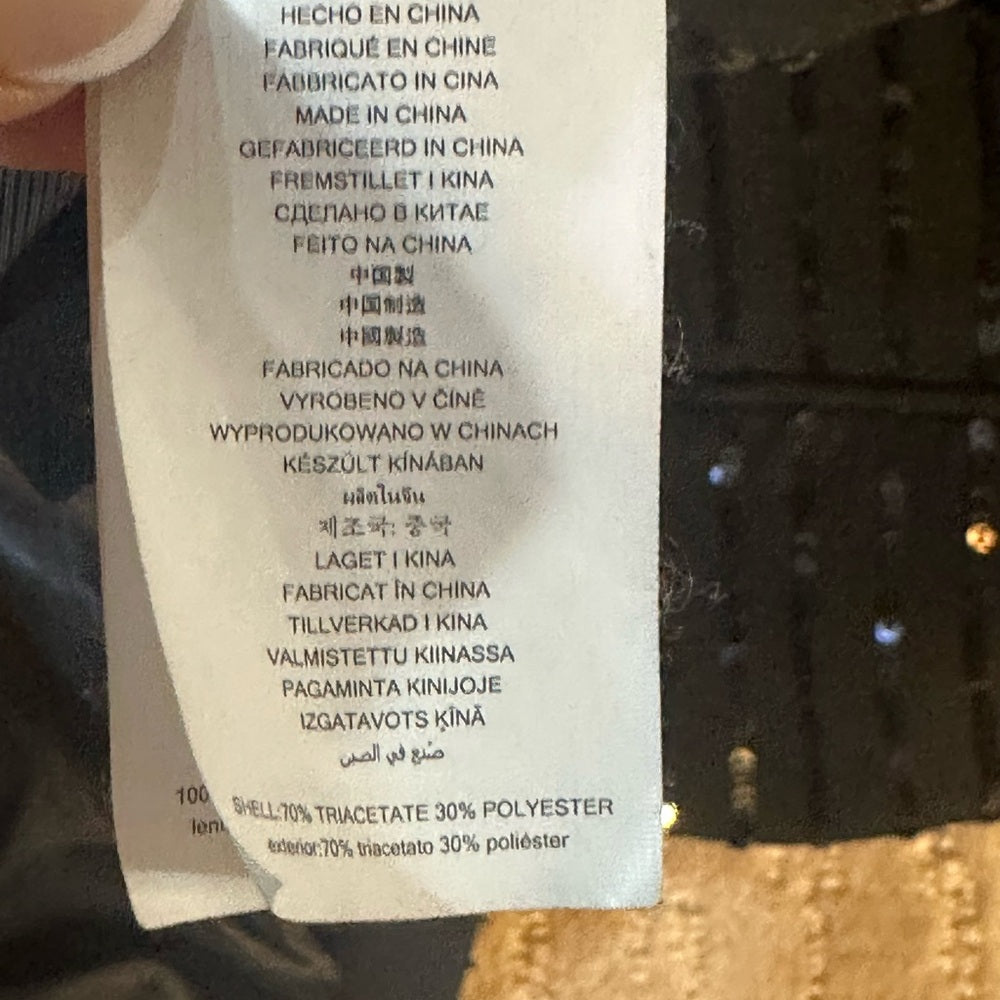 HECHO EN CHINA
FABRIQUÉ EN CHINE
FABBRICATO IN CINA
MADE IN CHINA
GEFABRICEERD IN CHINA
FREMSTILLET I KINA
СДЕЛАНО В КИТАЕ
FEITO NA CHINA
中国製
中国制造
中國製造
FABRICADO NA CHINA
VYROBENO V ČÍNĚ
WYPRODUKOWANO W CHINACH
KÉSZÜLT KÍNÁBAN
ผลิตในจีน
제조국: 중국
LAGET I KINA
FABRICAT ÎN CHINA
TILLVERKAD I KINA
VALMISTETTU KIINASSA
PAGAMINTA KINIJOJE
IZGATAVOTS ĶĪNĀ
صُنع في الصين
100
SHELL:70% TRIACETATE 30% POLYESTER
exterior:70% triacetato 30% poliéster